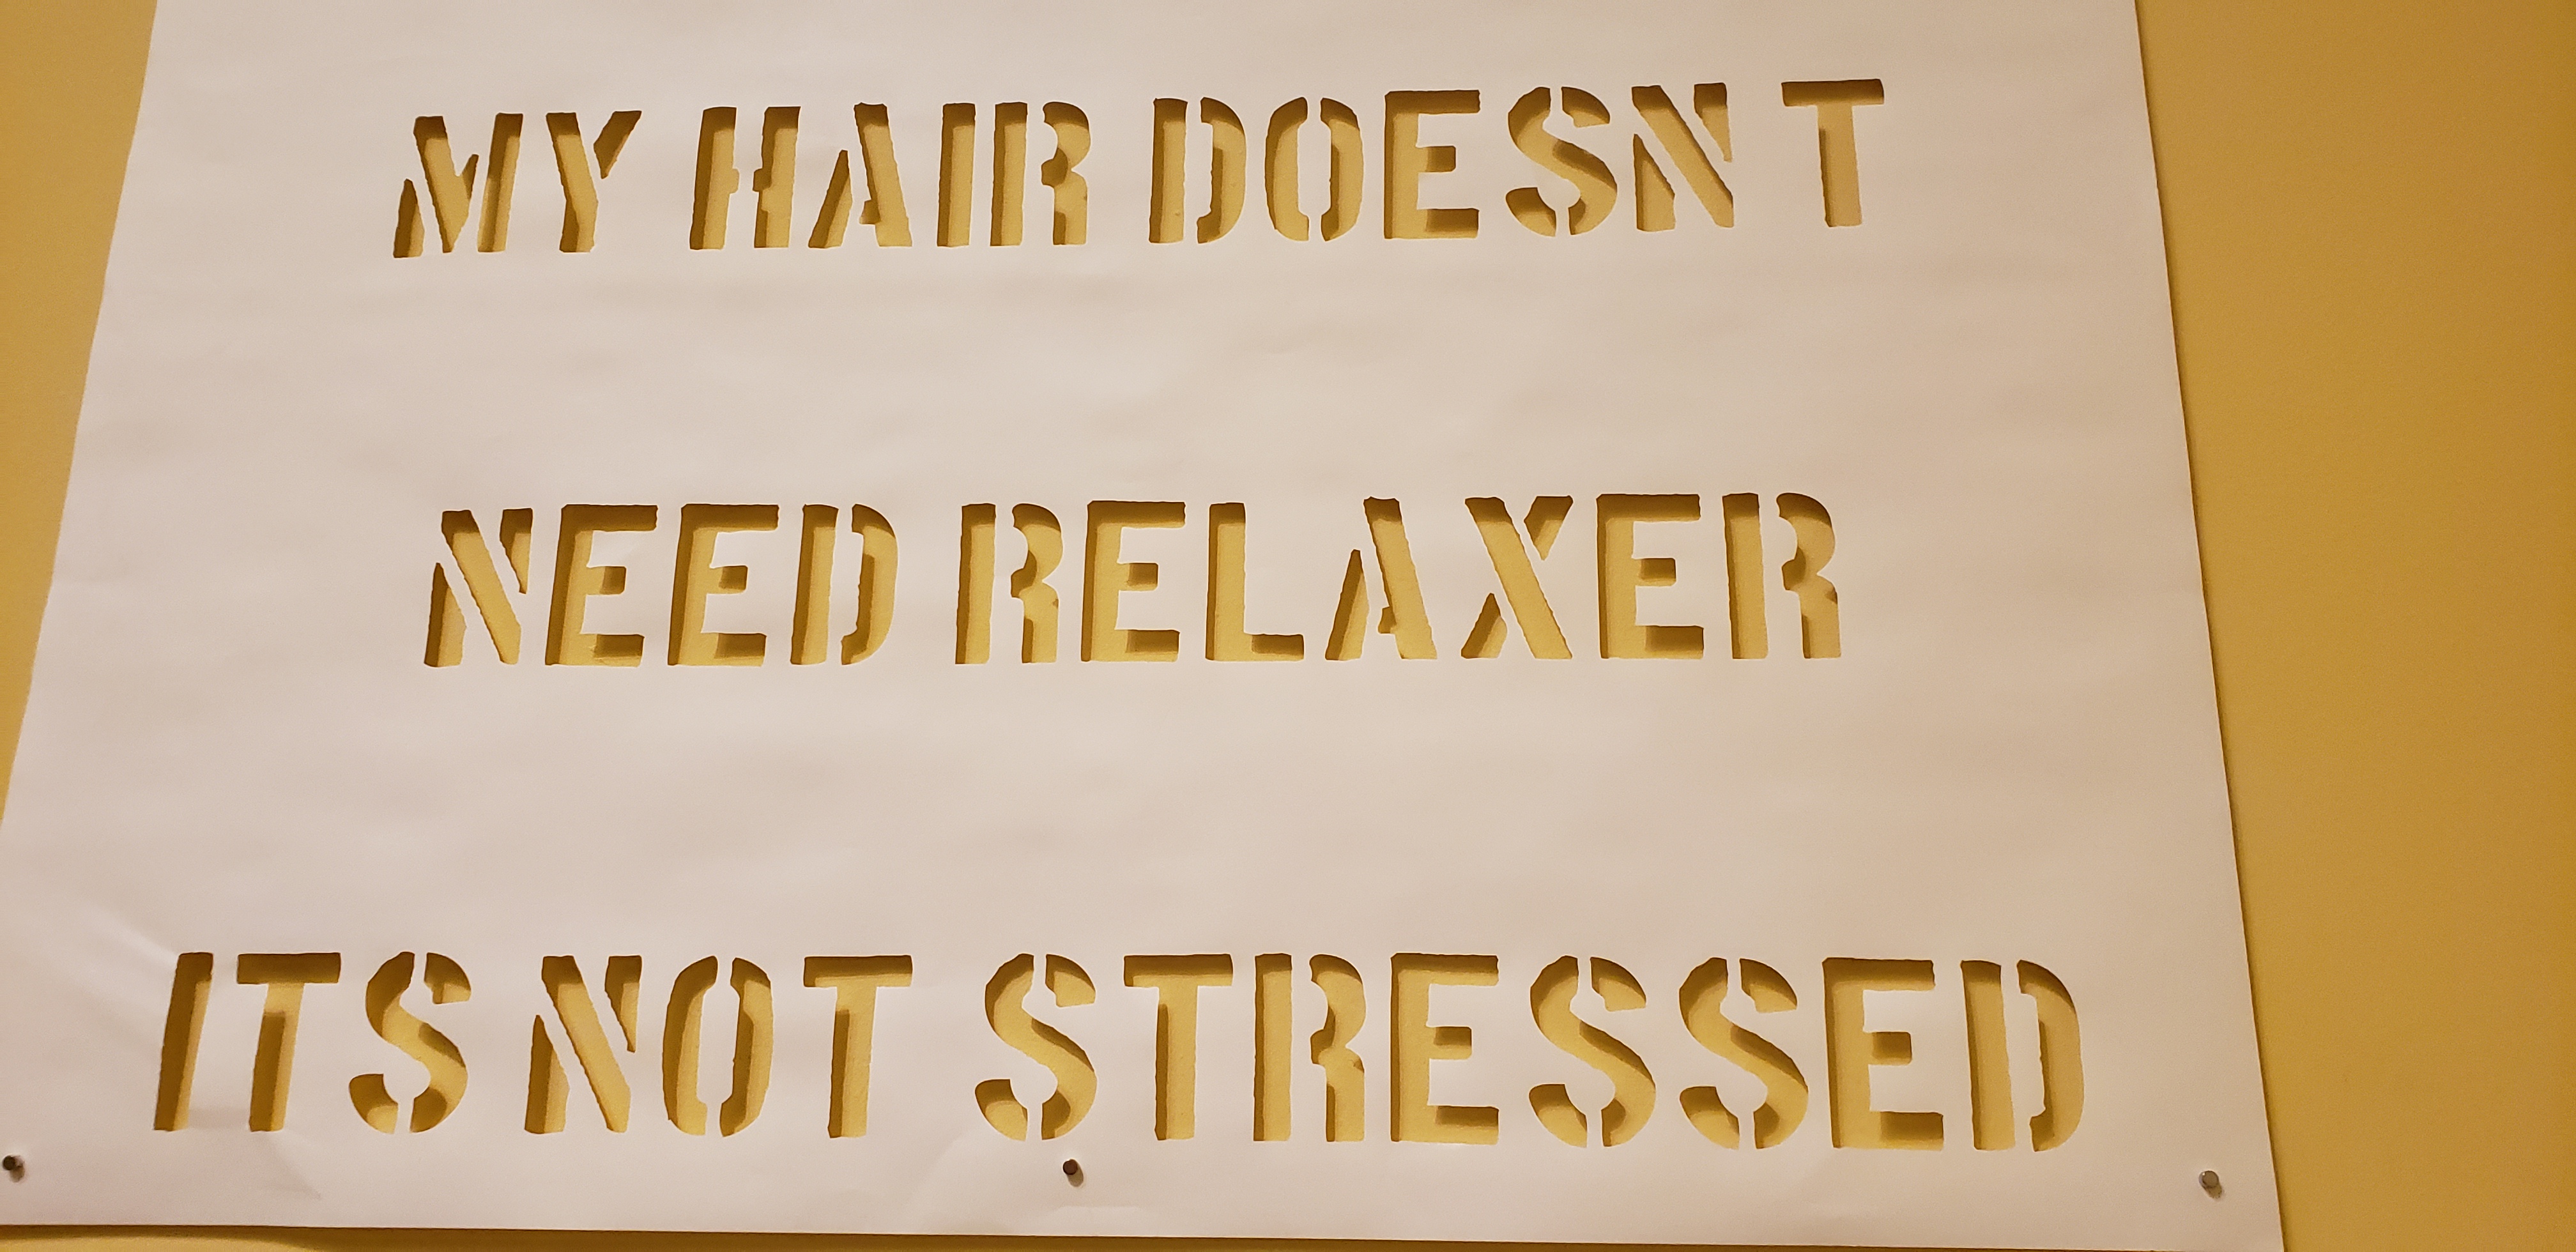 MY HAIR DOESN T
NEED RELAXER
ITS NOT STRESSED